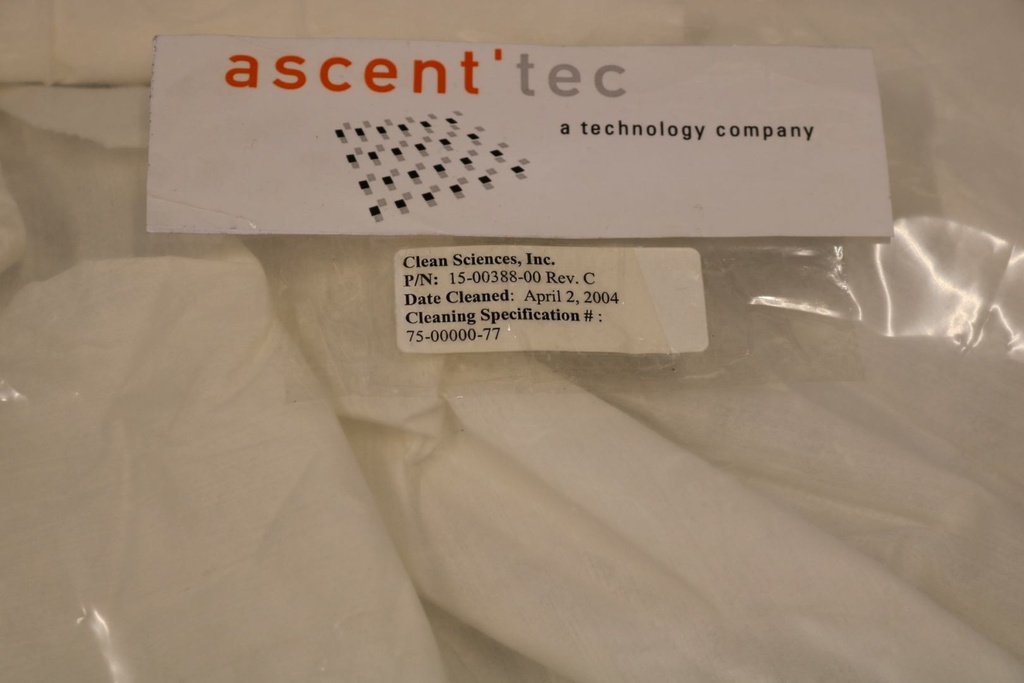 ascent'tec
a technology company
Clean Sciences, Inc.
P/N: 15-00388-00 Rev. C
Date Cleaned: April 2, 2004
Cleaning Specification # :
75-00000-77